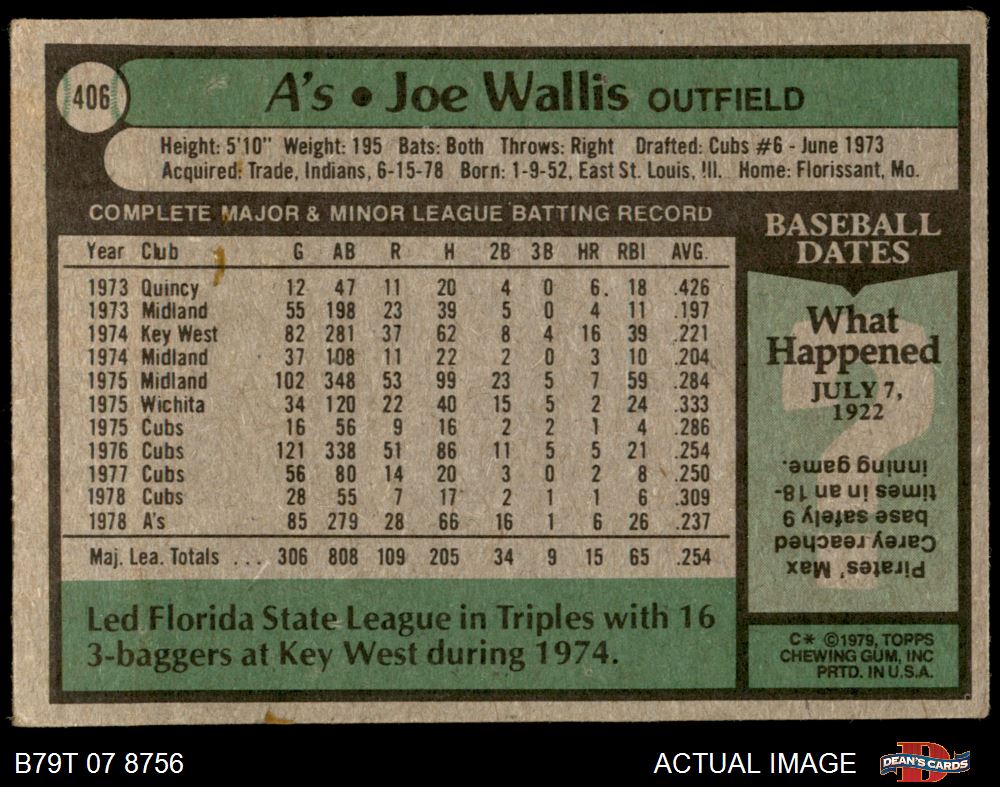 406
A's • Joe Wallis OUTFIELD
Height: 5'10" Weight: 195 Bats: Both Throws: Right Drafted: Cubs #6 - June 1973
Acquired: Trade, Indians, 6-15-78 Born: 1-9-52, East St. Louis, Ill. Home: Florissant, Mo.
COMPLETE MAJOR & MINOR LEAGUE BATTING RECORD
Year Club G AB R H 2B 3B HR RBI AVG.
1973 Quincy 12 47 11 20 4 0 6 18 .426
1973 Midland 55 198 23 39 5 0 4 11 .197
1974 Key West 82 281 37 62 8 4 16 39 .221
1974 Midland 37 108 11 22 2 0 3 10 .204
1975 Midland 102 348 53 99 23 5 7 59 .284
1975 Wichita 34 120 22 40 15 5 2 24 .333
1975 Cubs 16 56 9 16 2 2 1 4 .286
1976 Cubs 121 338 51 86 11 5 5 21 .254
1977 Cubs 56 80 14 20 3 0 2 8 .250
1978 Cubs 28 55 7 17 2 1 1 6 .309
1978 A's 85 279 28 66 16 1 6 26 .237
Maj. Lea. Totals ... 306 808 109 205 34 9 15 65 .254
Led Florida State League in Triples with 16
3-baggers at Key West during 1974.
BASEBALL
DATES
What
Happened
JULY 7,
1922
Pirates' Max
Carey reached
base safely 9
times in an 18-
inning game.
C* ©1979, TOPPS
CHEWING GUM, INC
PRTD. IN U.S.A.
B79T 07 8756
ACTUAL IMAGE
DEAN'S CARDS